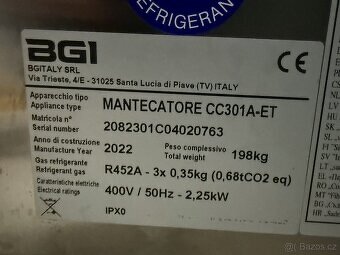 REFRIGERANT
BGI
BGITALY SRL
Via Trieste, 4/E - 31025 Santa Lucia di Piave (TV) ITALY
CE
Apparecchio tipo
Appliance type
MANTECATORE CC301A-ET
Matricola n°
Serial number
2082301C04020763
Anno di costruzione
Manufacture Year
2022
Peso complessivo
Total weight
198kg
Gas refrigerante
Refrigerant gas
R452A - 3x 0,35kg (0,68tCO2 eq)
Caratteristiche elettriche
Electrical ratings
400V / 50Hz - 2,25kW
IPX0